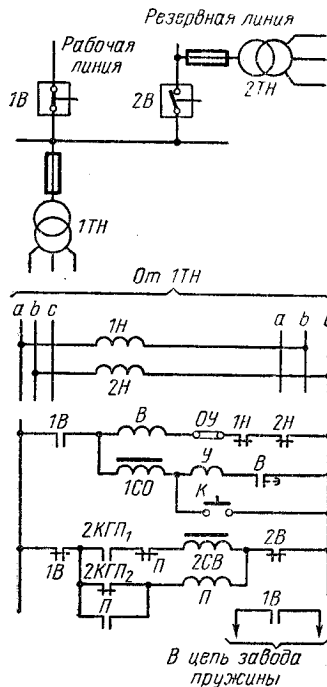 Резервная линия
Рабочая линия
1В
2В
2ТН
1ТН
От 1ТН
a b c a b c
1Н
2Н
1В В ОУ 1Н 2Н
1СО У В
К
2КГП₁ П 2СВ 2В
1В 2КГП₂ П
П
1В
В цепь завода пружины